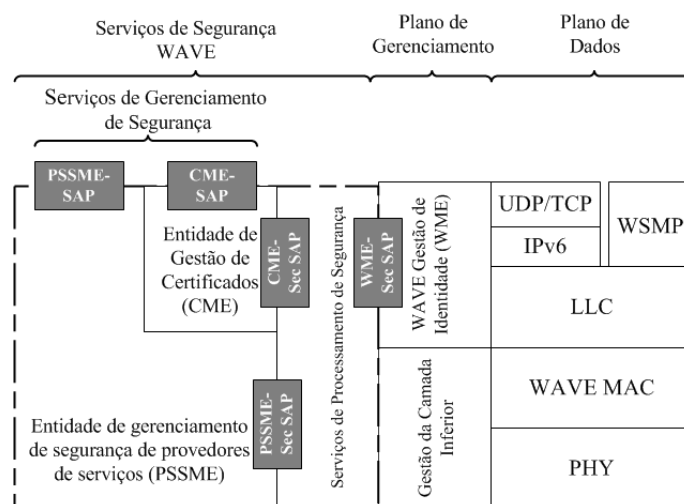 Serviços de Segurança
WAVE
Plano de
Gerenciamento
Plano de
Dados
Serviços de Gerenciamento
de Segurança
PSSME-
SAP
CME-
SAP
Entidade de
Gestão de
Certificados
(CME)
CME-
Sec SAP
Entidade de gerenciamento
de segurança de provedores
de serviços (PSSME)
PSSME-
Sec SAP
Serviços de Processamento de Segurança
WME-
Sec SAP
WAVE Gestão de
Identidade (WME)
Gestão da Camada
Inferior
UDP/TCP
IPv6
WSMP
LLC
WAVE MAC
PHY